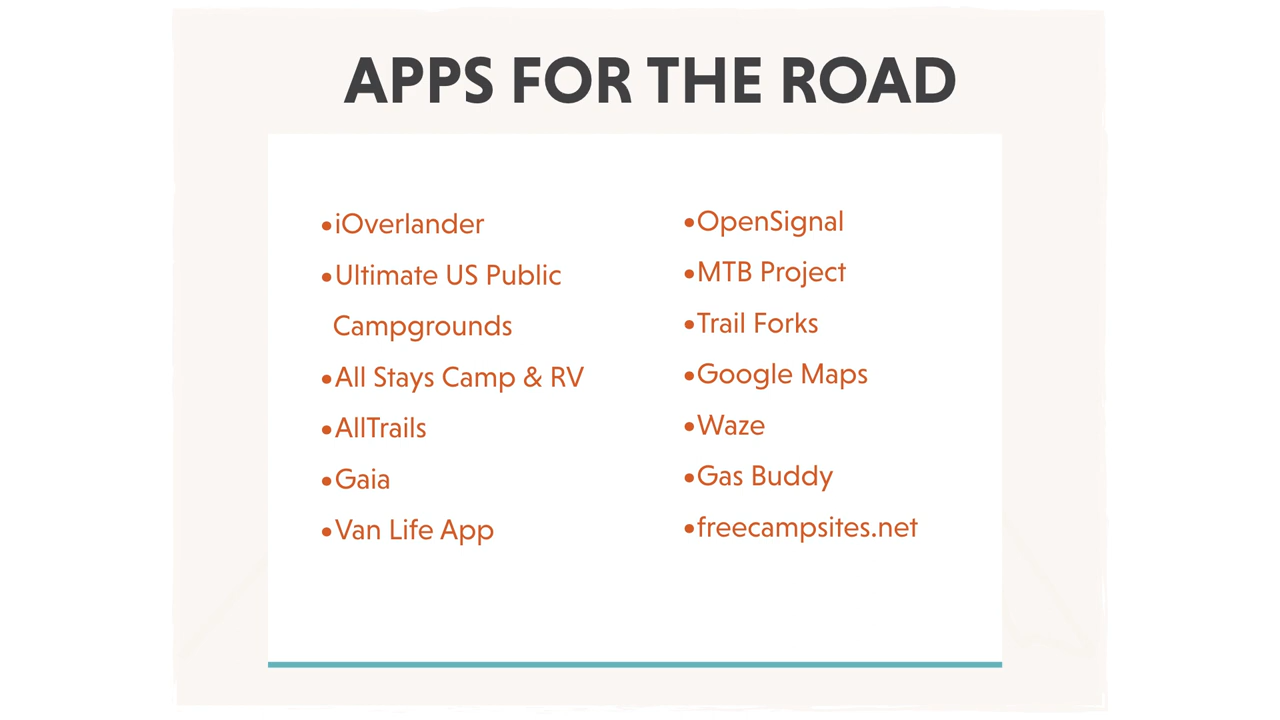 APPS FOR THE ROAD
•iOverlander
•Ultimate US Public
Campgrounds
•All Stays Camp & RV
•AllTrails
•Gaia
•Van Life App
•OpenSignal
•MTB Project
•Trail Forks
•Google Maps
•Waze
•Gas Buddy
•freecampsites.net